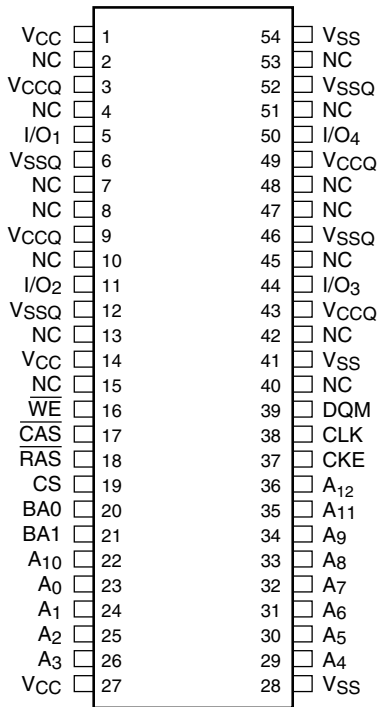 VCC 1 54 VSS
NC 2 53 NC
VCCQ 3 52 VSSQ
NC 4 51 NC
I/O1 5 50 I/O4
VSSQ 6 49 VCCQ
NC 7 48 NC
NC 8 47 NC
VCCQ 9 46 VSSQ
NC 10 45 NC
I/O2 11 44 I/O3
VSSQ 12 43 VCCQ
NC 13 42 NC
VCC 14 41 VSS
NC 15 40 NC
WE 16 39 DQM
CAS 17 38 CLK
RAS 18 37 CKE
CS 19 36 A12
BA0 20 35 A11
BA1 21 34 A9
A10 22 33 A8
A0 23 32 A7
A1 24 31 A6
A2 25 30 A5
A3 26 29 A4
VCC 27 28 VSS